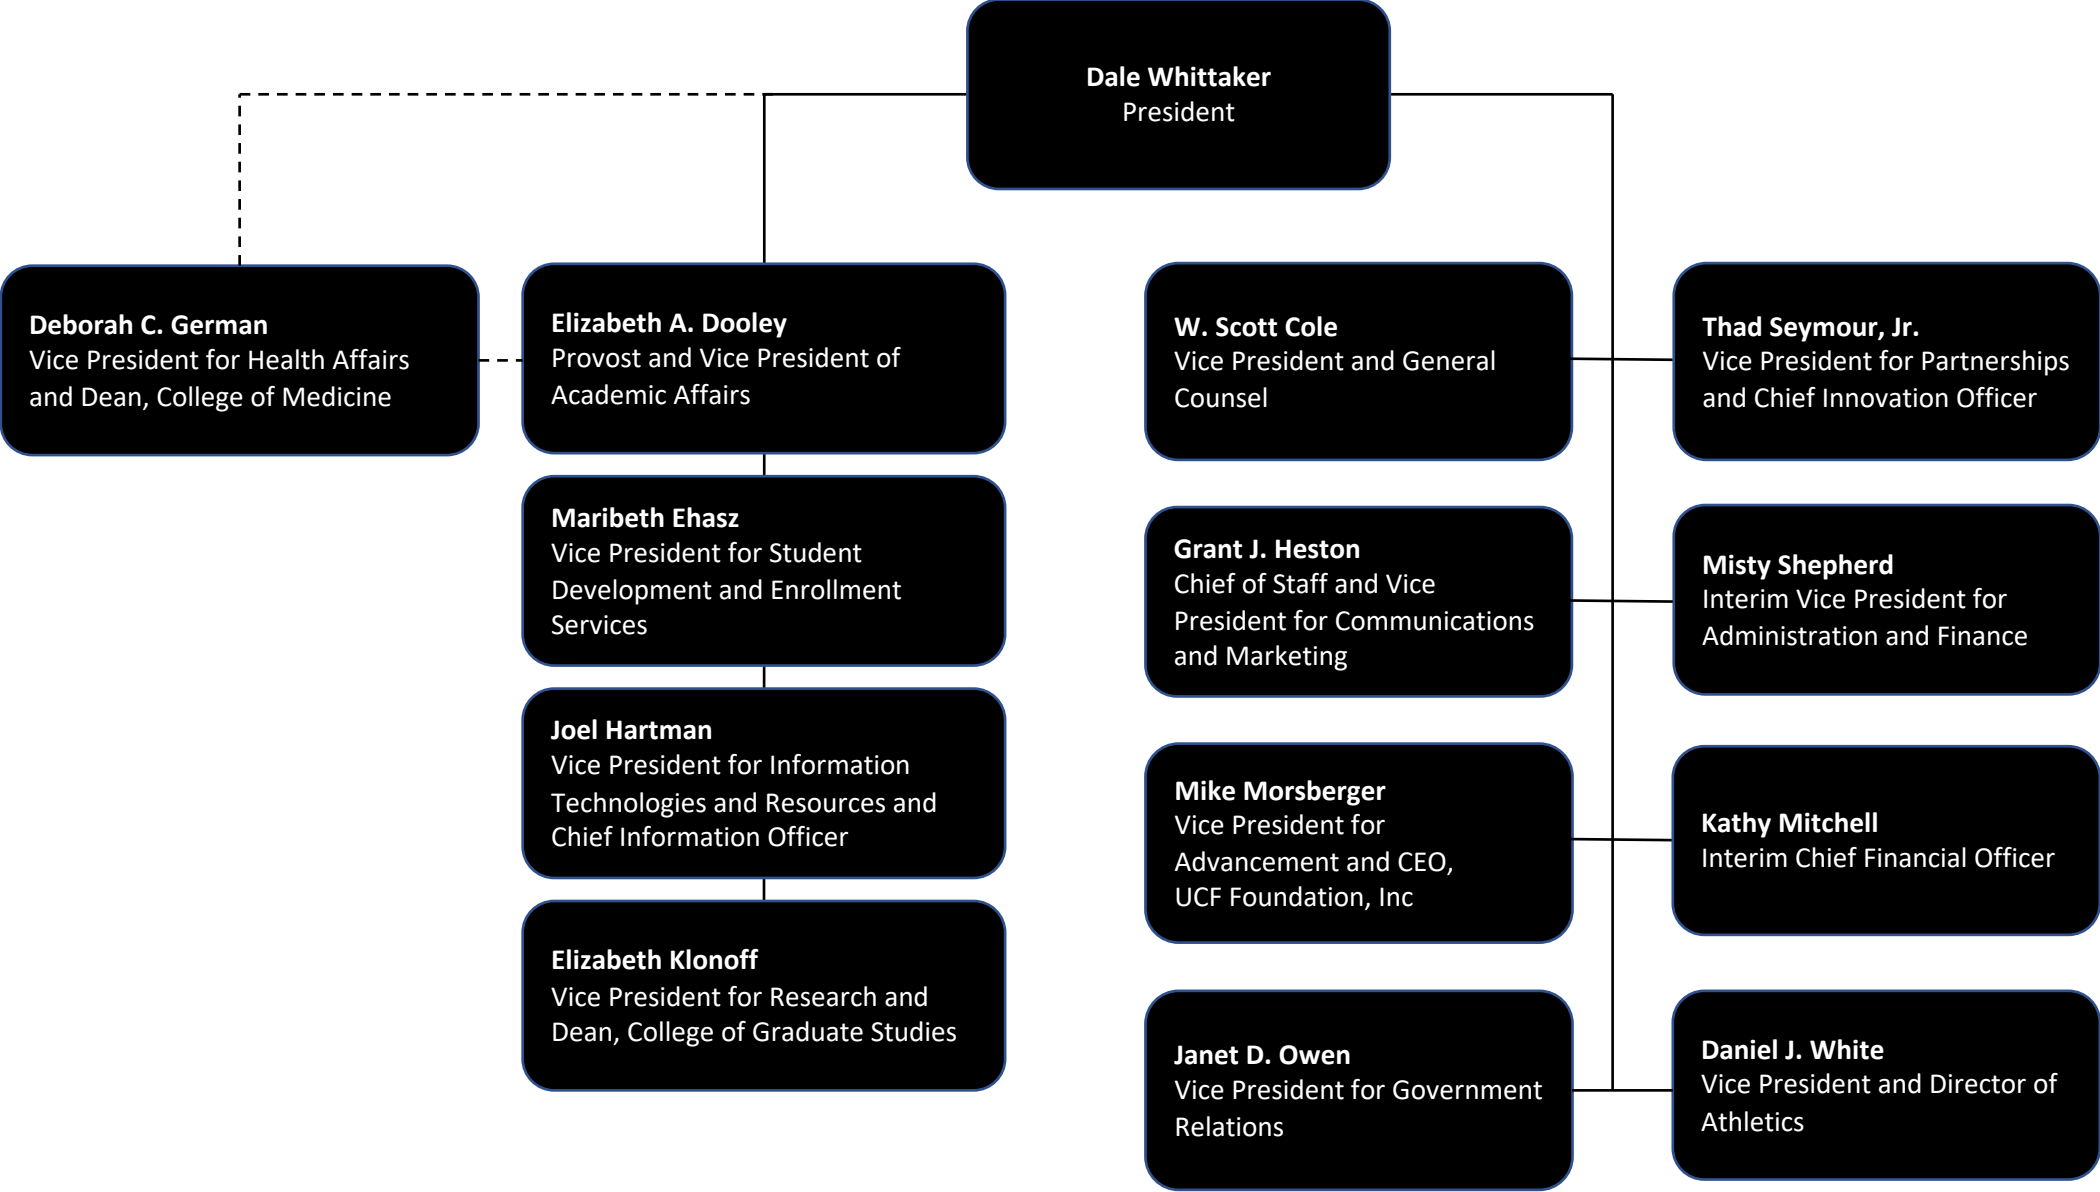 Dale Whittaker
President
Deborah C. German
Vice President for Health Affairs
and Dean, College of Medicine
Elizabeth A. Dooley
Provost and Vice President of
Academic Affairs
Maribeth Ehasz
Vice President for Student
Development and Enrollment
Services
Joel Hartman
Vice President for Information
Technologies and Resources and
Chief Information Officer
Elizabeth Klonoff
Vice President for Research and
Dean, College of Graduate Studies
W. Scott Cole
Vice President and General
Counsel
Thad Seymour, Jr.
Vice President for Partnerships
and Chief Innovation Officer
Grant J. Heston
Chief of Staff and Vice
President for Communications
and Marketing
Misty Shepherd
Interim Vice President for
Administration and Finance
Mike Morsberger
Vice President for
Advancement and CEO,
UCF Foundation, Inc
Kathy Mitchell
Interim Chief Financial Officer
Janet D. Owen
Vice President for Government
Relations
Daniel J. White
Vice President and Director of
Athletics